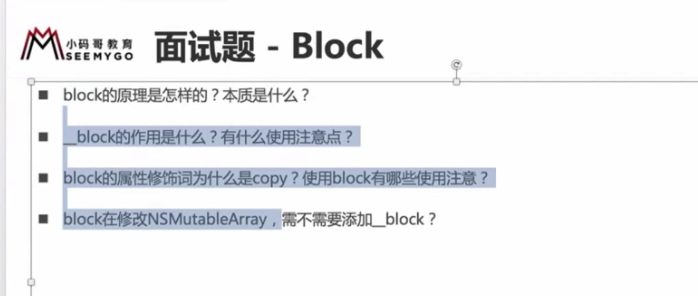 小码哥教育
SEEMYGO
面试题 - Block
block的原理是怎样的？本质是什么？
__block的作用是什么？有什么使用注意点？
block的属性修饰词为什么是copy？使用block有哪些使用注意？
block在修改NSMutableArray，需不需要添加__block？